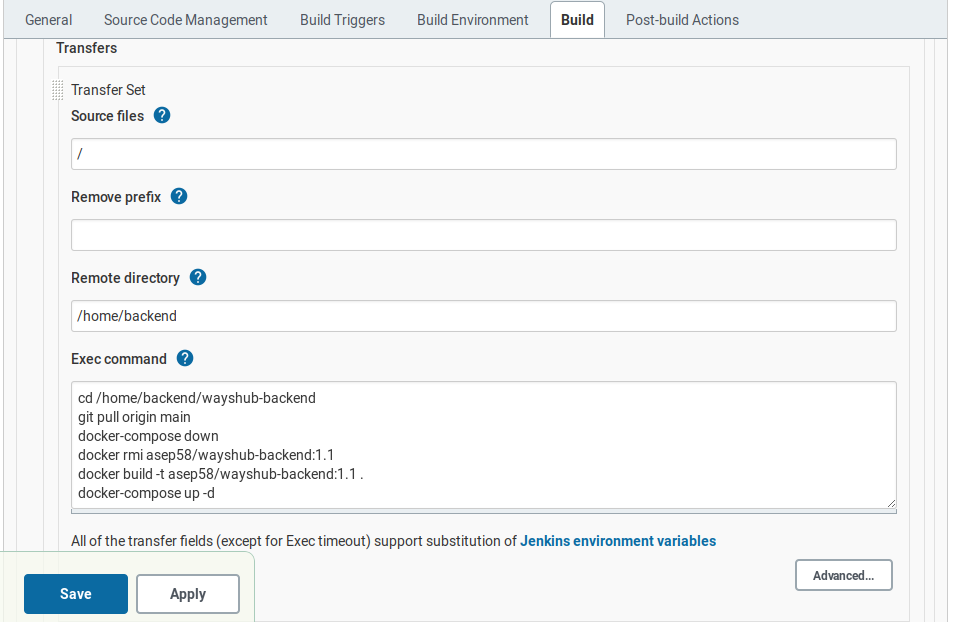 General Source Code Management Build Triggers Build Environment Build Post-build Actions
Transfers
Transfer Set
Source files ?
/
Remove prefix ?
Remote directory ?
/home/backend
Exec command ?
cd /home/backend/wayshub-backend
git pull origin main
docker-compose down
docker rmi asep58/wayshub-backend:1.1
docker build -t asep58/wayshub-backend:1.1 .
docker-compose up -d
All of the transfer fields (except for Exec timeout) support substitution of Jenkins environment variables
Advanced...
Save Apply